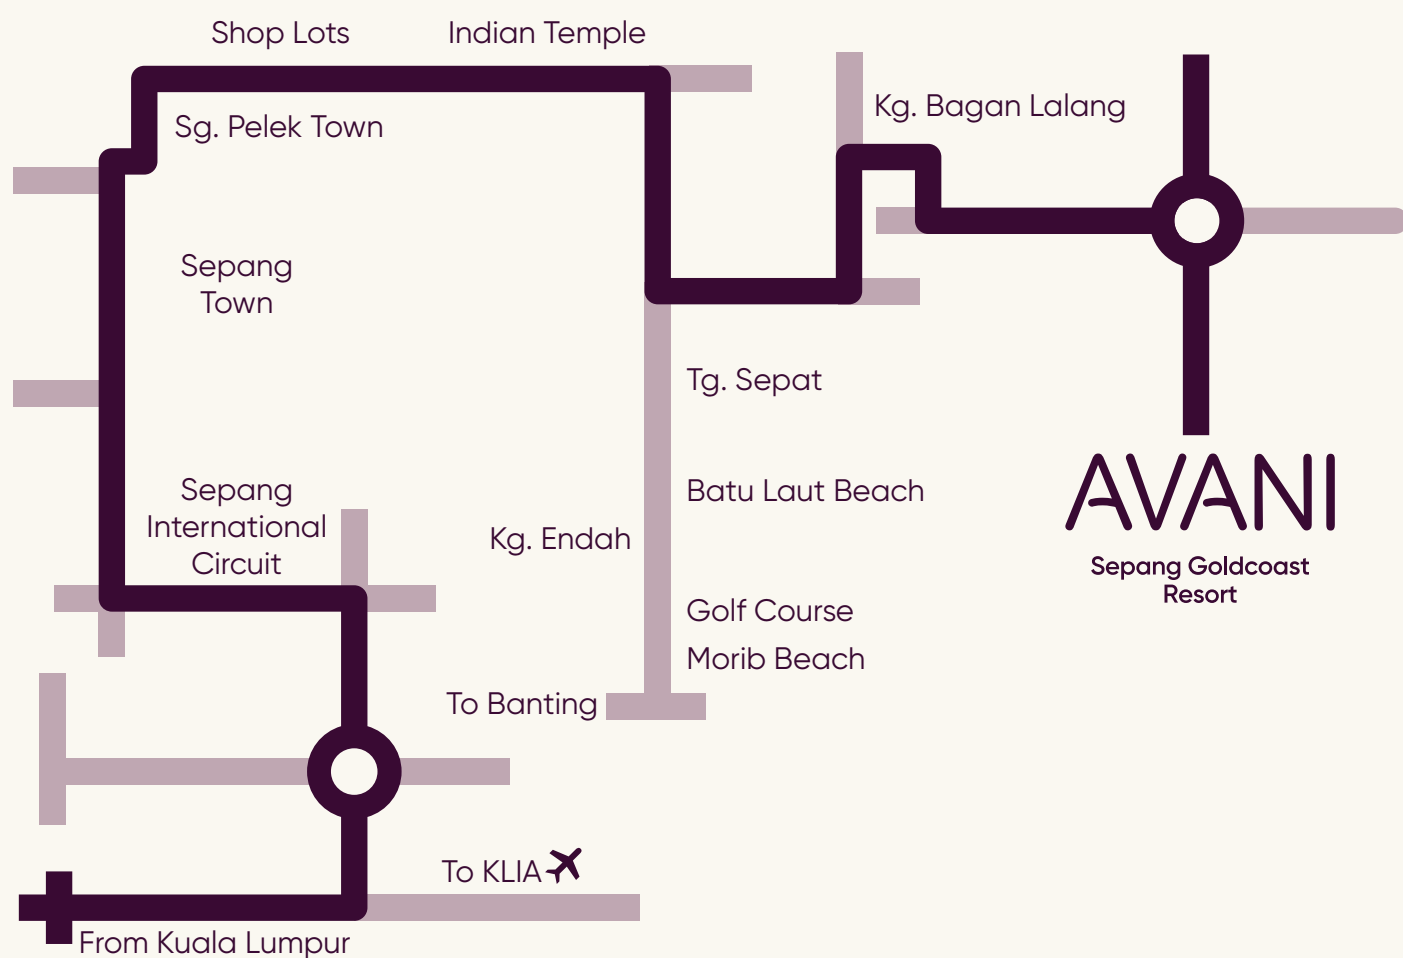 Shop Lots
Indian Temple
Kg. Bagan Lalang
Sg. Pelek Town
Sepang
Town
Tg. Sepat
Sepang
International
Circuit
Batu Laut Beach
Kg. Endah
AVANI
Sepang Goldcoast
Resort
Golf Course
Morib Beach
To Banting
To KLIA
From Kuala Lumpur